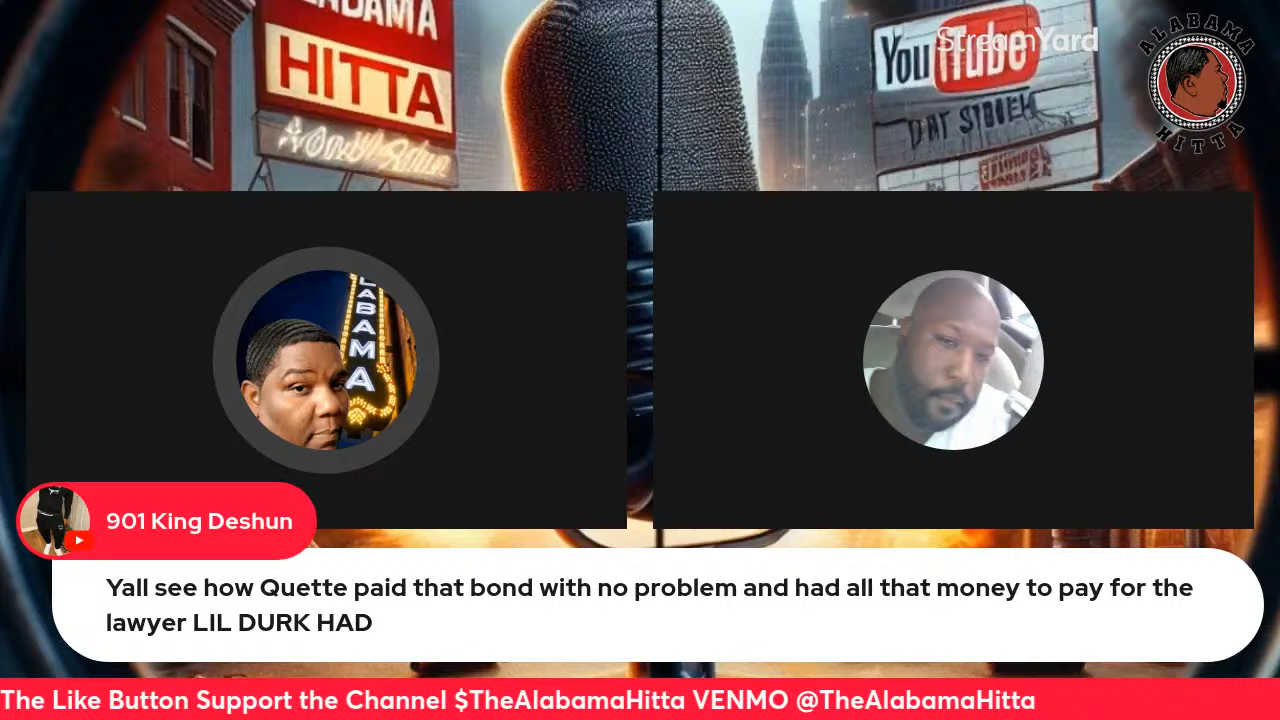 ALABAMA
HITTA
StreamYard
YouTube
ALABAMA
HITTA
LABAMA
901 King Deshun
Yall see how Quette paid that bond with no problem and had all that money to pay for the
lawyer LIL DURK HAD
The Like Button Support the Channel $TheAlabamaHitta VENMO @TheAlabamaHitta